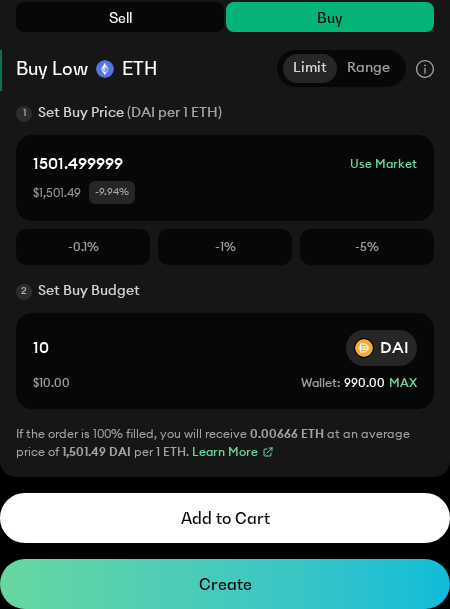 Sell
Buy
Buy Low ETH
Limit Range
1 Set Buy Price (DAI per 1 ETH)
1501.499999 Use Market
$1,501.49 -9.94%
-0.1% -1% -5%
2 Set Buy Budget
10 DAI
$10.00 Wallet: 990.00 MAX
If the order is 100% filled, you will receive 0.00666 ETH at an average
price of 1,501.49 DAI per 1 ETH. Learn More
Add to Cart
Create